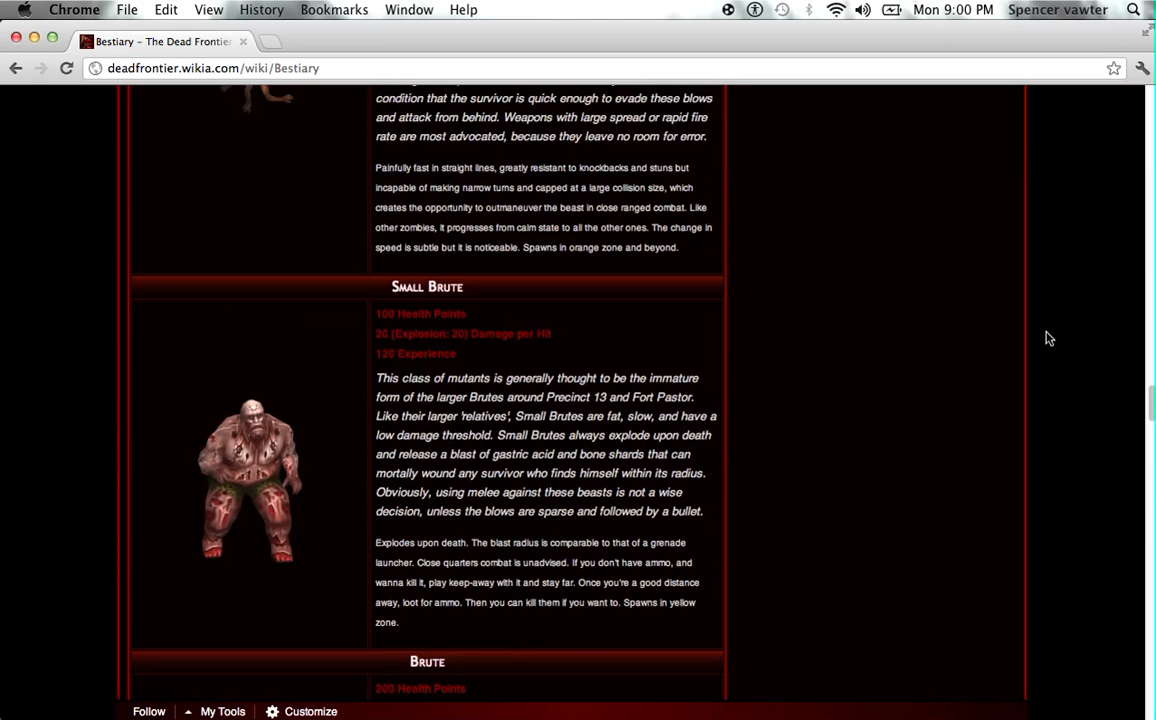 Chrome File Edit View History Bookmarks Window Help Mon 9:00 PM Spencer vawter
Bestiary – The Dead Frontier
deadfrontier.wikia.com/wiki/Bestiary
condition that the survivor is quick enough to evade these blows
and attack from behind. Weapons with large spread or rapid fire
rate are most advocated, because they leave no room for error.
Painfully fast in straight lines, greatly resistant to knockbacks and stuns but
incapable of making narrow turns and capped at a large collision size, which
creates the opportunity to outmaneuver the beast in close ranged combat. Like
other zombies, it progresses from calm state to all the other ones. The change in
speed is subtle but it is noticeable. Spawns in orange zone and beyond.
Small Brute
100 Health Points
20 (Explosion: 20) Damage per Hit
120 Experience
This class of mutants is generally thought to be the immature
form of the larger Brutes around Precinct 13 and Fort Pastor.
Like their larger 'relatives', Small Brutes are fat, slow, and have a
low damage threshold. Small Brutes always explode upon death
and release a blast of gastric acid and bone shards that can
mortally wound any survivor who finds himself within its radius.
Obviously, using melee against these beasts is not a wise
decision, unless the blows are sparse and followed by a bullet.
Explodes upon death. The blast radius is comparable to that of a grenade
launcher. Close quarters combat is unadvised. If you don't have ammo, and
wanna kill it, play keep-away with it and stay far. Once you're a good distance
away, loot for ammo. Then you can kill them if you want to. Spawns in yellow
zone.
Brute
200 Health Points
Follow My Tools Customize